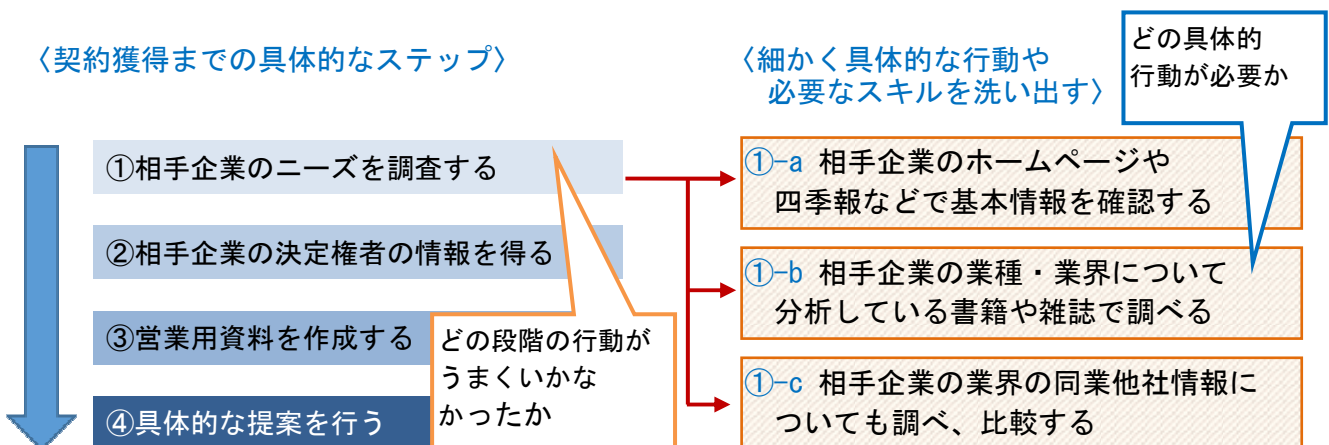 〈契約獲得までの具体的なステップ〉
①相手企業のニーズを調査する
②相手企業の決定権者の情報を得る
③営業用資料を作成する
④具体的な提案を行う
どの段階の行動が
うまくいかな
かったか
〈細かく具体的な行動や
必要なスキルを洗い出す〉
どの具体的
行動が必要か
①-a 相手企業のホームページや
四季報などで基本情報を確認する
①-b 相手企業の業種・業界について
分析している書籍や雑誌で調べる
①-c 相手企業の業界の同業他社情報に
ついても調べ、比較する